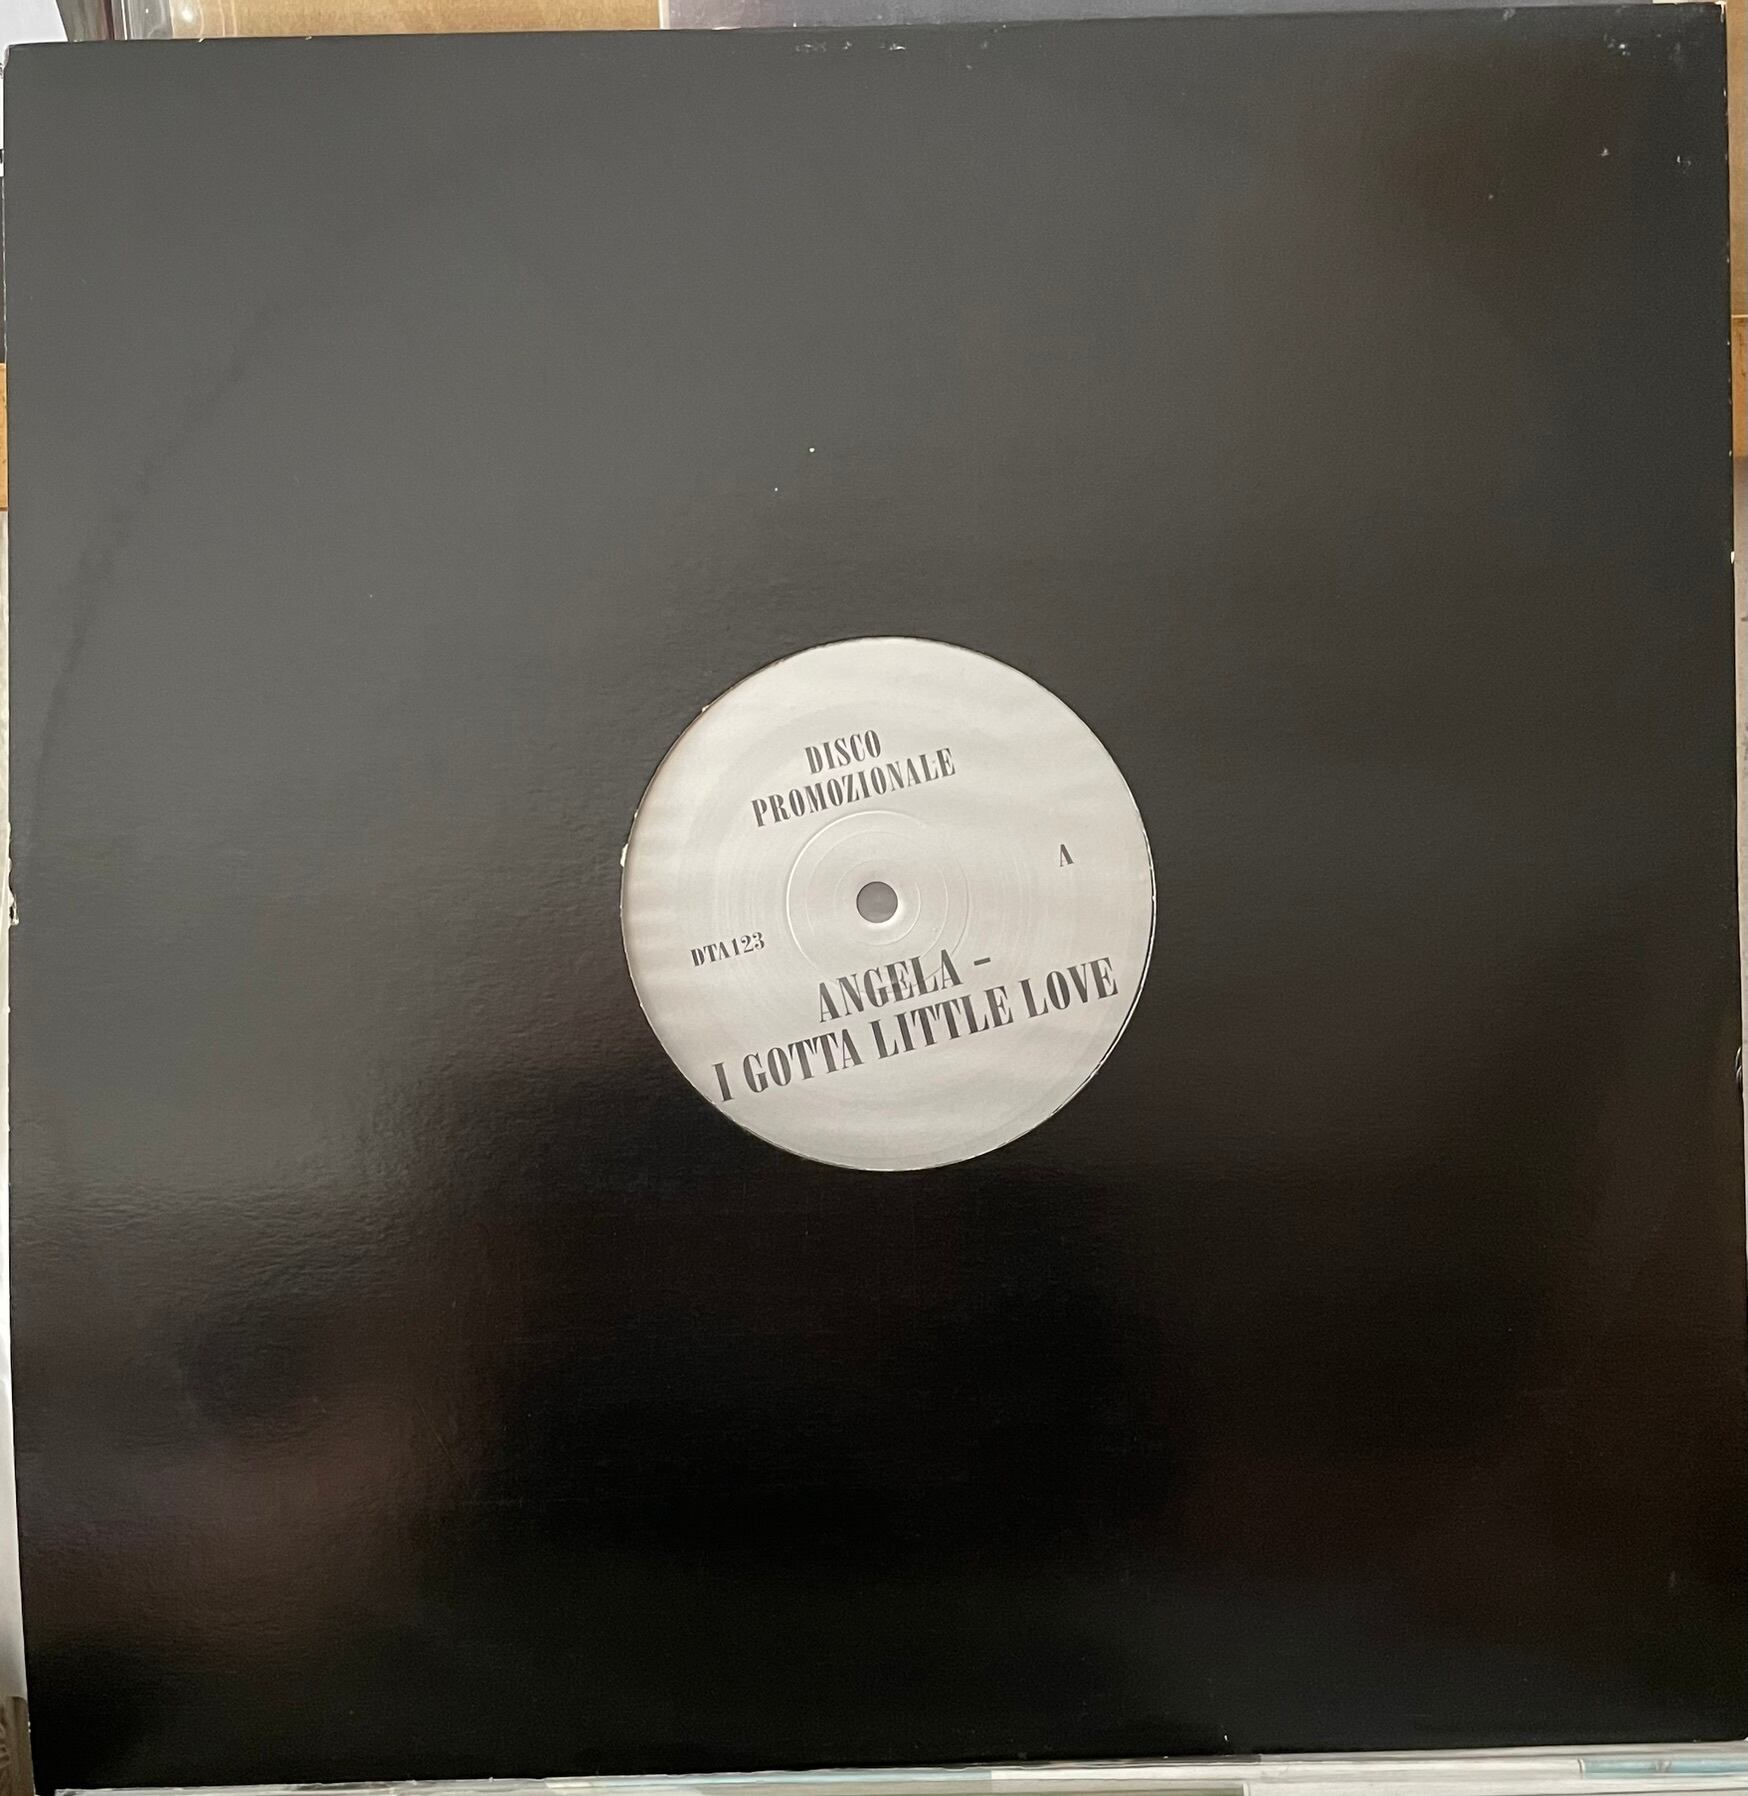 DISCO
PROMOZIONALE
A
DTA123
ANGELA -
I GOTTA LITTLE LOVE